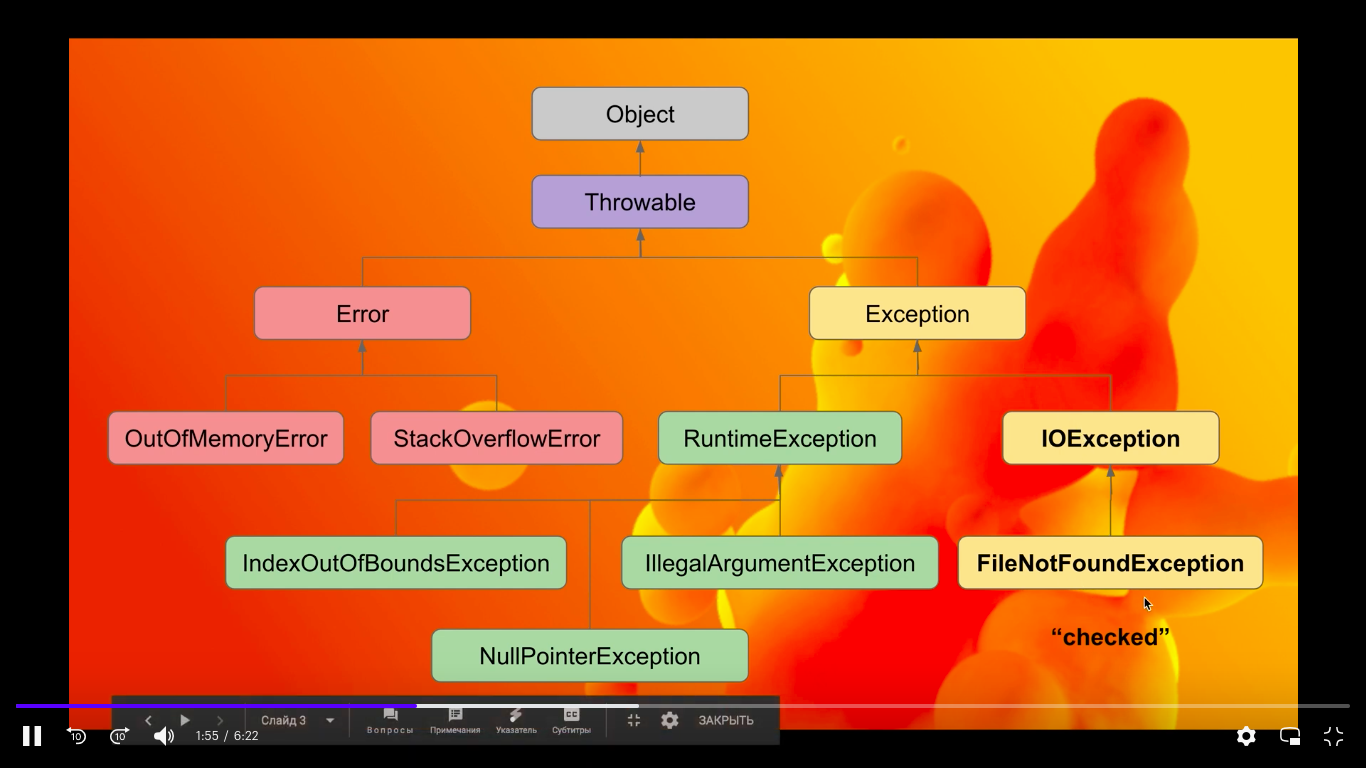 Object
Throwable
Error
Exception
OutOfMemoryError
StackOverflowError
RuntimeException
IOException
IndexOutOfBoundsException
IllegalArgumentException
FileNotFoundException
“checked”
NullPointerException
Слайд 3
Вопросы
Примечания
Указатель
Субтитры
ЗАКРЫТЬ
CC
10
10
1:55 / 6:22